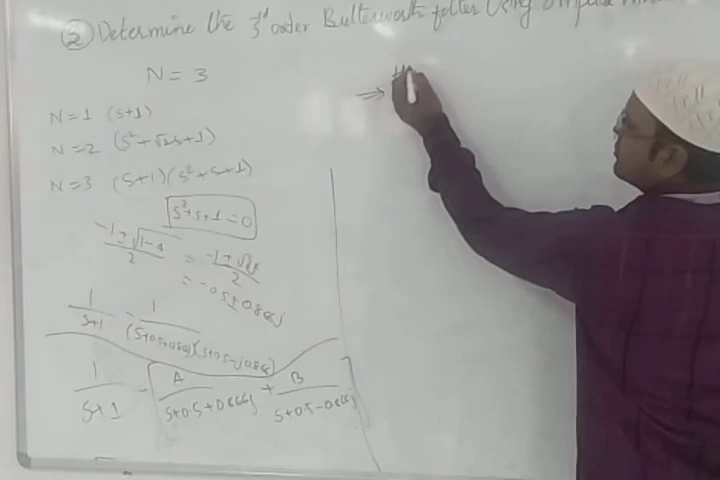 ② Determine the 3rd order Butterworth filter Using Impulse
N = 3
N=1 (s+1)
N=2 (s²+√2s+1)
N=3 (s+1)(s²+s+1)
s²+s+1=0
-1±√1-4 / 2 = -1±√3j / 2
= -0.5±0.866j
1/s+1 - 1/(s+0.5+0.866j)(s+0.5-j0.866)
1/s+1 - [A/s+0.5+0.866j + B/s+0.5-0.866j]
⇒ H